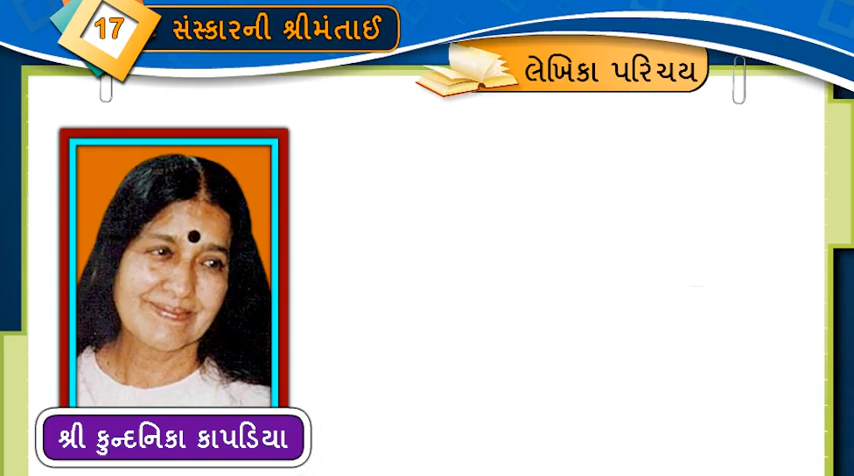 17
સંસ્કારની શ્રીમંતાઈ
લેખિકા પરિચય
શ્રી કુન્દનિકા કાપડિયા